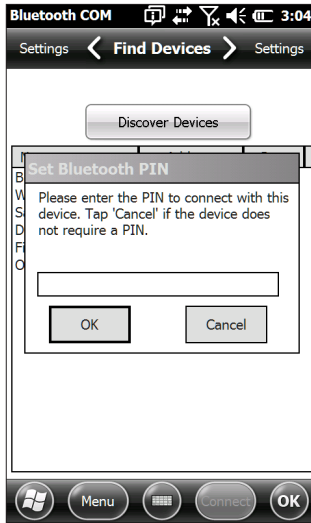 Bluetooth COM 3:04
Settings Find Devices Settings
Discover Devices
Set Bluetooth PIN
B
W
Please enter the PIN to connect with this
S
device. Tap 'Cancel' if the device does
D
not require a PIN.
Fi
O
OK Cancel
Menu Connect OK